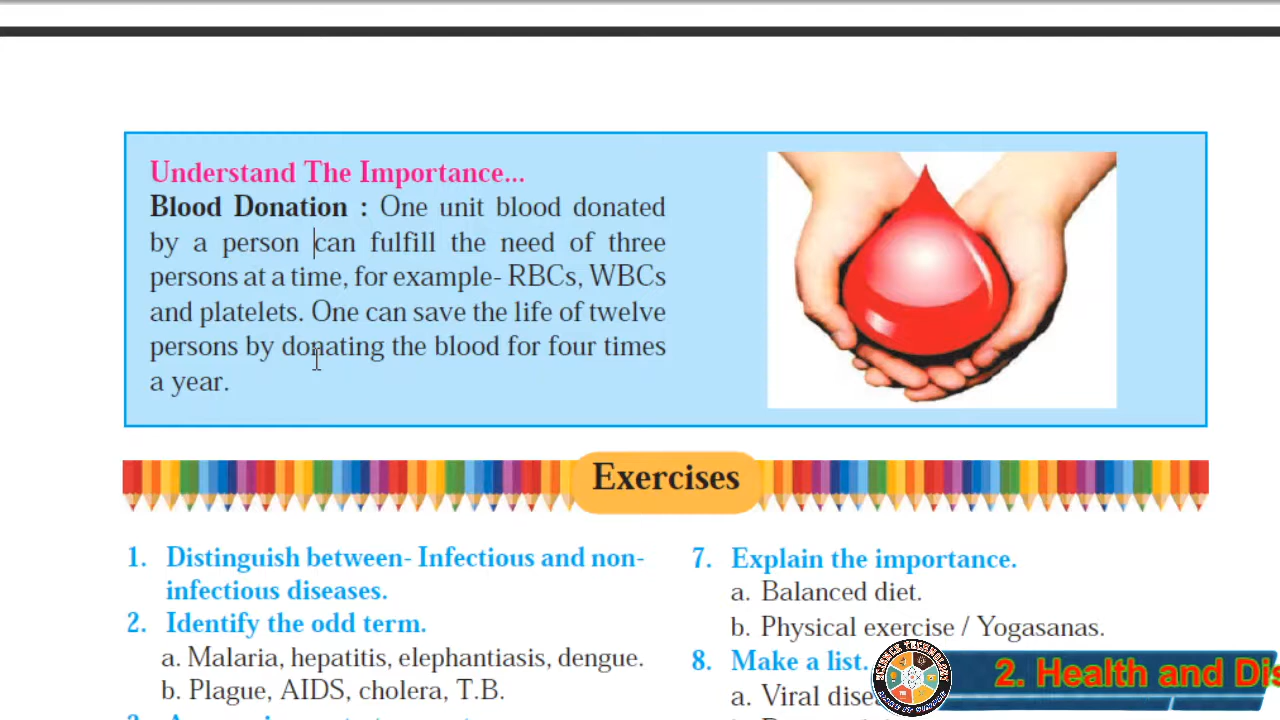 Understand The Importance...
Blood Donation : One unit blood donated
by a person can fulfill the need of three
persons at a time, for example- RBCs, WBCs
and platelets. One can save the life of twelve
persons by donating the blood for four times
a year.
Exercises
1. Distinguish between- Infectious and non-
infectious diseases.
2. Identify the odd term.
a. Malaria, hepatitis, elephantiasis, dengue.
b. Plague, AIDS, cholera, T.B.
7. Explain the importance.
a. Balanced diet.
b. Physical exercise / Yogasanas.
8. Make a list.
a. Viral
SCIENCE TECHNOLOGY
2. Health and Dis